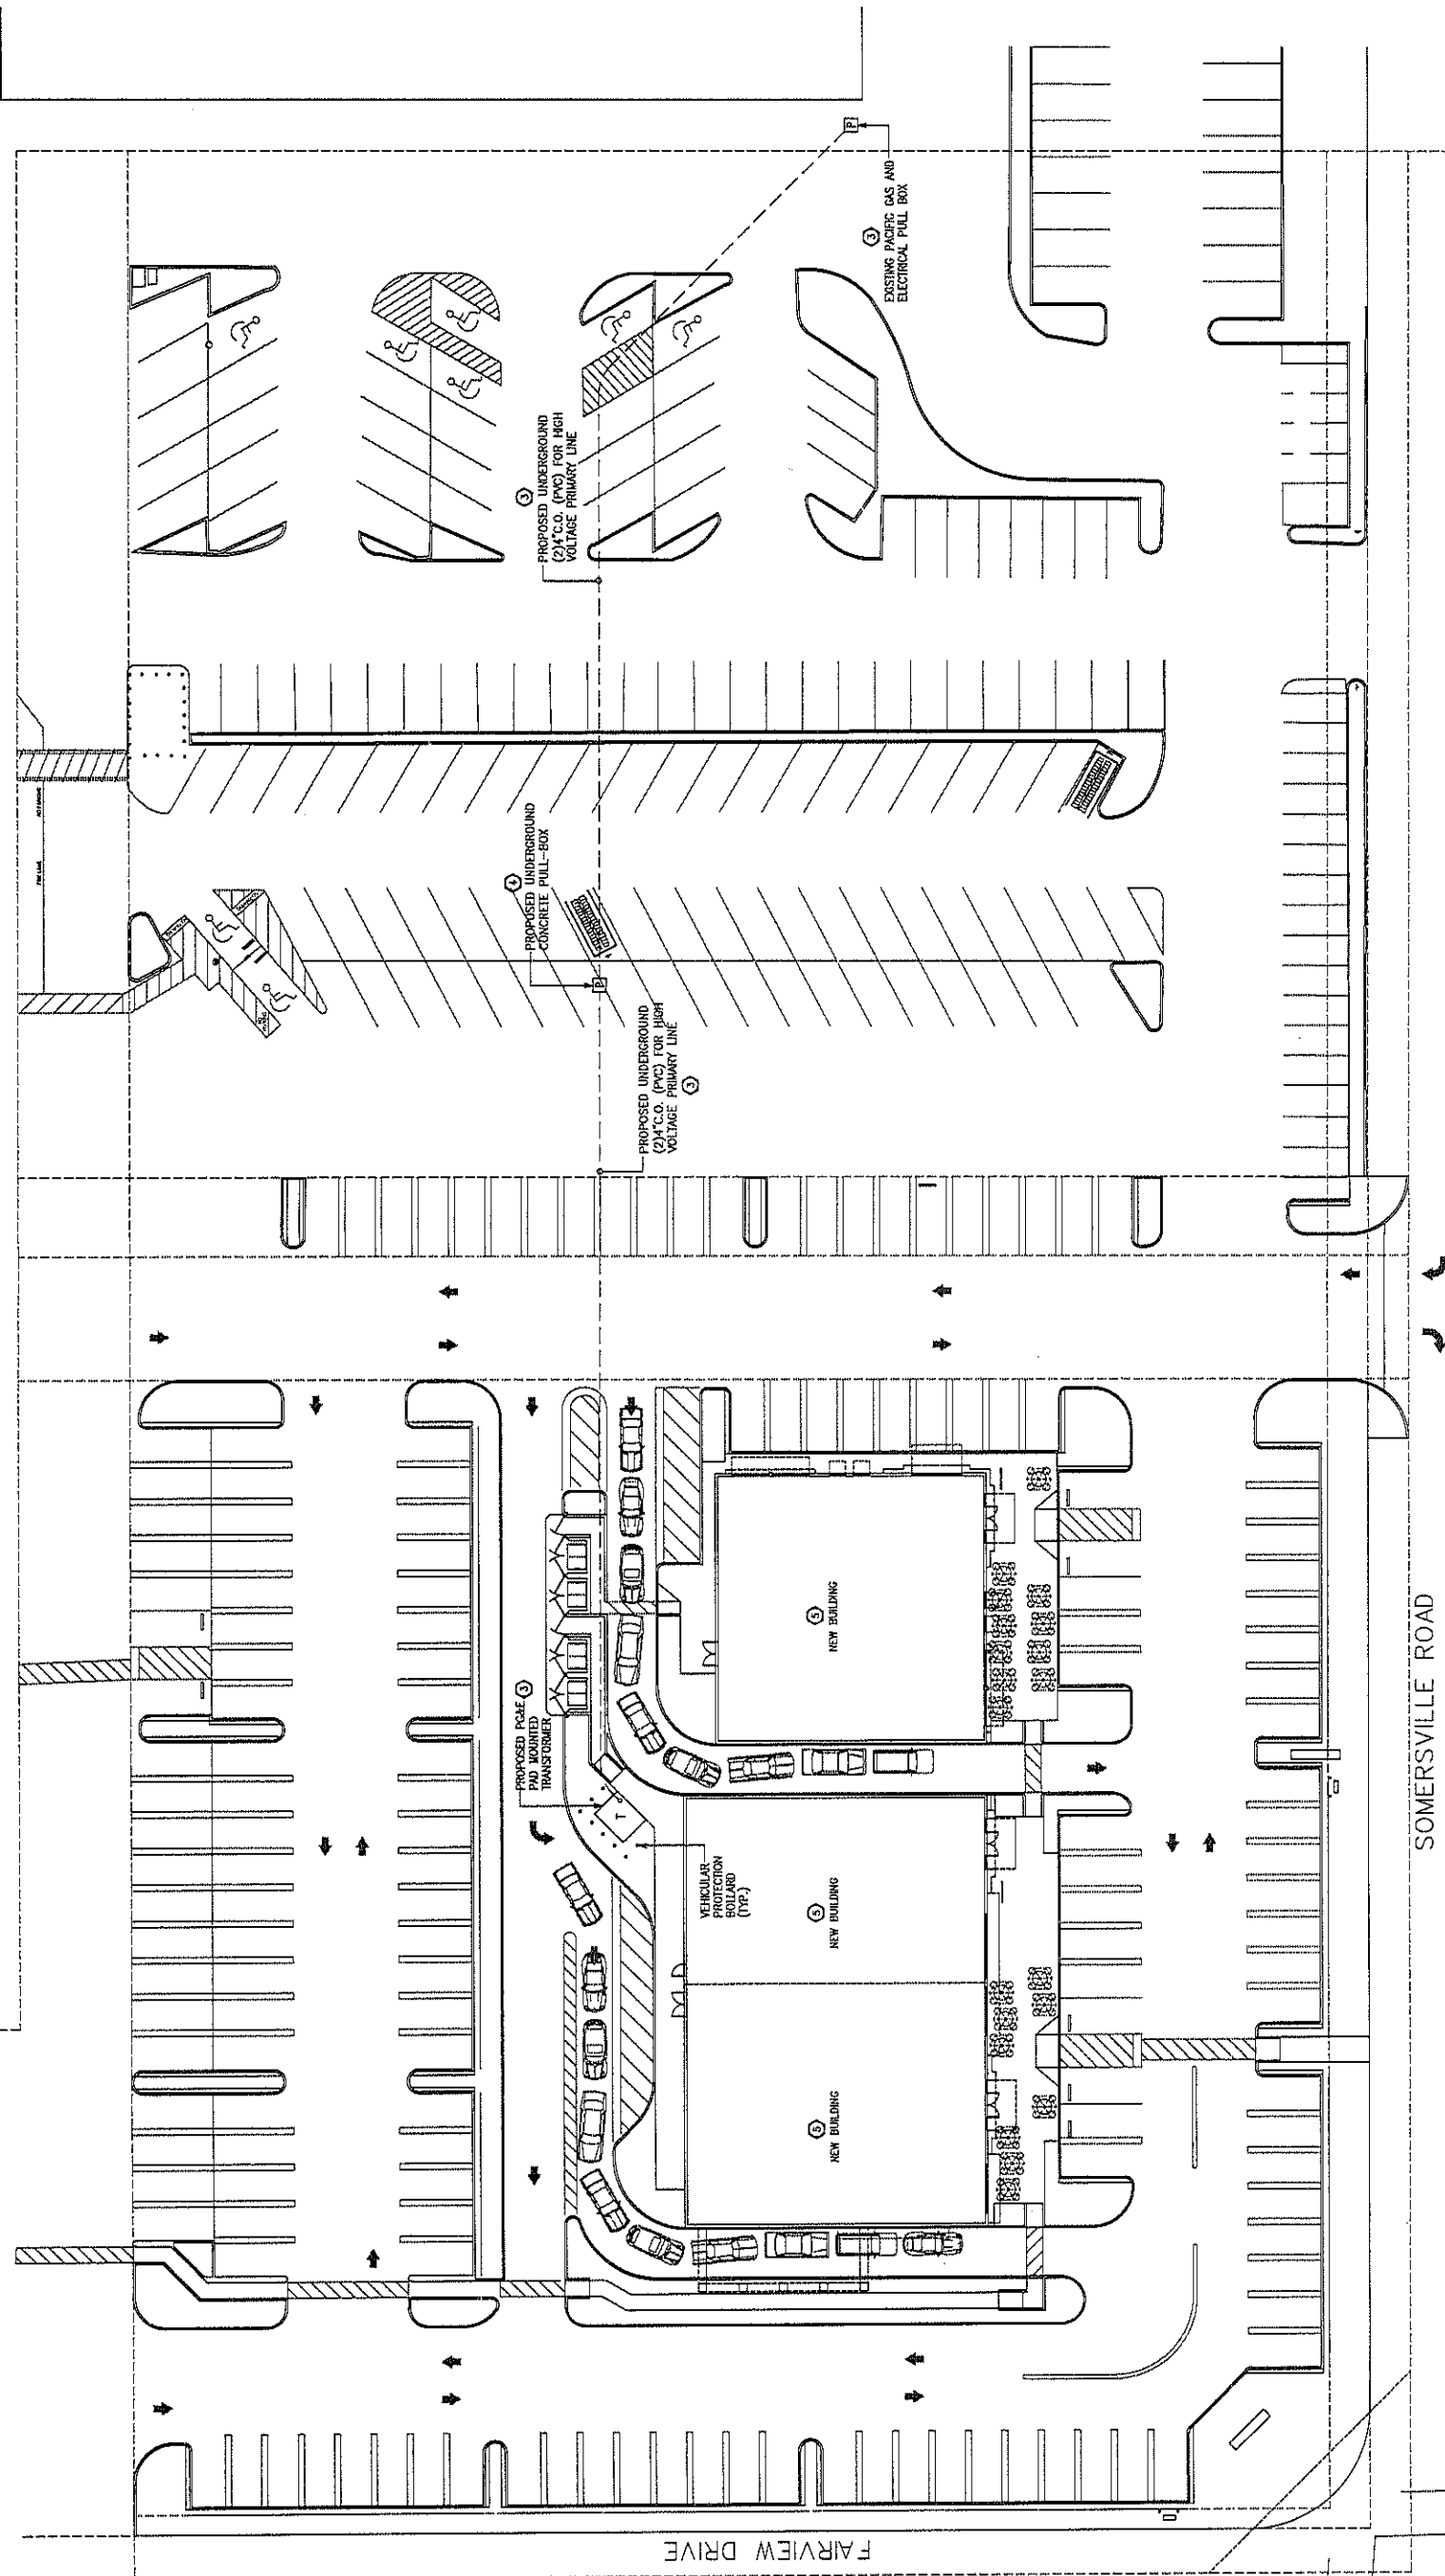 EXISTING PACIFIC GAS AND
ELECTRICAL PULL BOX
3
PROPOSED UNDERGROUND
(2)4"C.O. (PVC) FOR HIGH
VOLTAGE PRIMARY LINE
3
PROPOSED UNDERGROUND
CONCRETE PULL-BOX
4
PROPOSED UNDERGROUND
(2)4"C.O. (PVC) FOR HIGH
VOLTAGE PRIMARY LINE
3
P
P
PROPOSED PG&E
PAD MOUNTED
TRANSFORMER
3
T
VEHICULAR
PROTECTION
BOLLARD
(TYP.)
5
NEW BUILDING
5
NEW BUILDING
5
NEW BUILDING
SOMERSVILLE ROAD
FAIRVIEW DRIVE